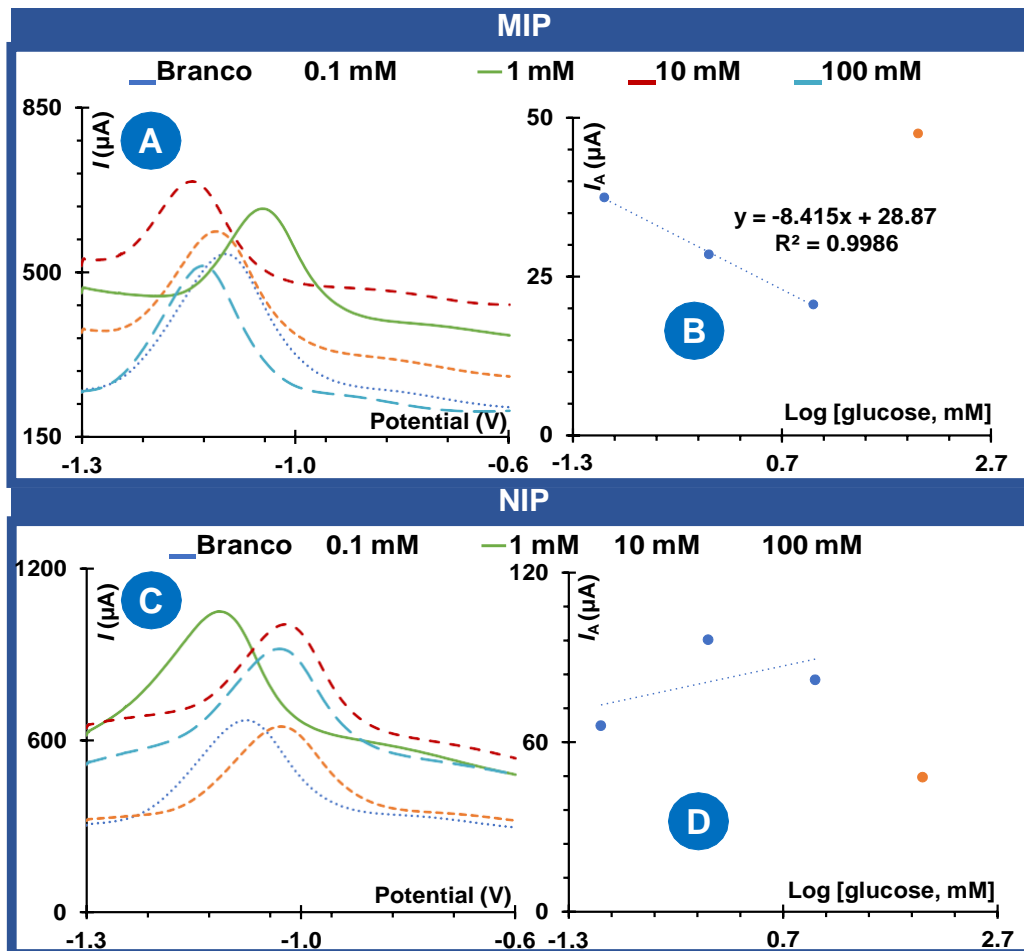 MIP
Branco 0.1 mM 1 mM 10 mM 100 mM
A
I (µA)
850
500
150
-1.3 -1.0 -0.6
Potential (V)
B
I_A (µA)
50
25
0
y = -8.415x + 28.87
R² = 0.9986
Log [glucose, mM]
-1.3 0.7 2.7
NIP
Branco 0.1 mM 1 mM 10 mM 100 mM
C
I (µA)
1200
600
0
Potential (V)
-1.3 -1.0 -0.6
D
I_A (µA)
120
60
0
Log [glucose, mM]
-1.3 0.7 2.7